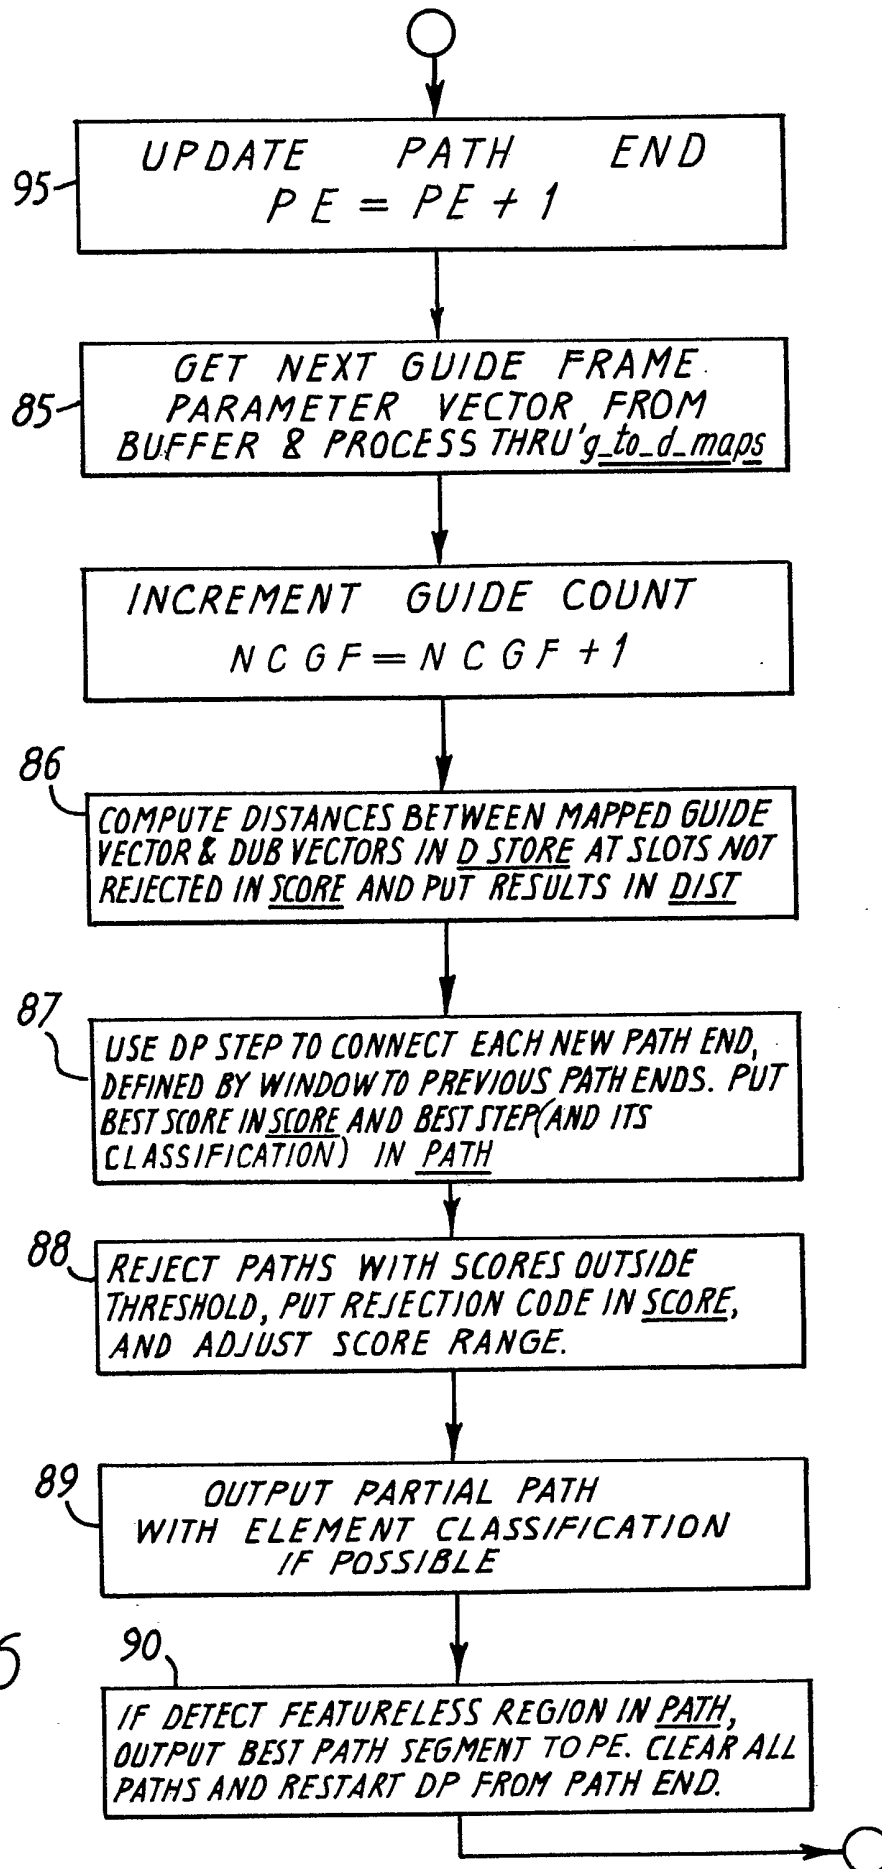 UPDATE PATH END
PE = PE + 1
95
GET NEXT GUIDE FRAME
PARAMETER VECTOR FROM
BUFFER & PROCESS THRU' g_to_d_maps
85
INCREMENT GUIDE COUNT
NCGF = NCGF + 1
86
COMPUTE DISTANCES BETWEEN MAPPED GUIDE
VECTOR & DUB VECTORS IN D STORE AT SLOTS NOT
REJECTED IN SCORE AND PUT RESULTS IN DIST
87
USE DP STEP TO CONNECT EACH NEW PATH END,
DEFINED BY WINDOW TO PREVIOUS PATH ENDS. PUT
BEST SCORE IN SCORE AND BEST STEP (AND ITS
CLASSIFICATION) IN PATH
88
REJECT PATHS WITH SCORES OUTSIDE
THRESHOLD, PUT REJECTION CODE IN SCORE,
AND ADJUST SCORE RANGE.
89
OUTPUT PARTIAL PATH
WITH ELEMENT CLASSIFICATION
IF POSSIBLE
90
IF DETECT FEATURELESS REGION IN PATH,
OUTPUT BEST PATH SEGMENT TO PE. CLEAR ALL
PATHS AND RESTART DP FROM PATH END.